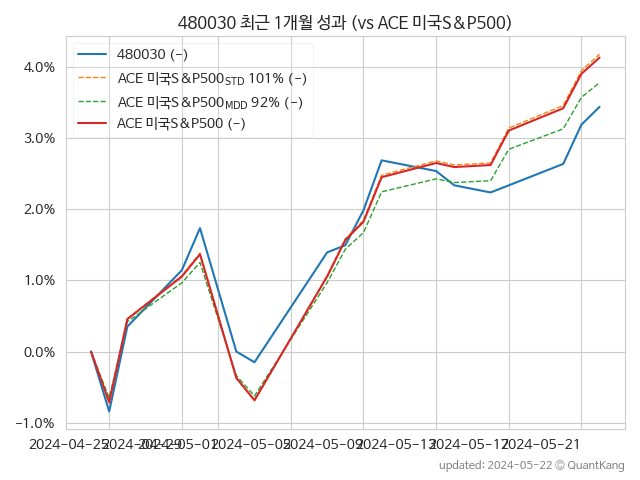 480030 최근 1개월 성과 (vs ACE 미국S&P500)
480030 (-)
ACE 미국S&P500STD 101% (-)
ACE 미국S&P500MDD 92% (-)
ACE 미국S&P500 (-)
4.0%
3.0%
2.0%
1.0%
0.0%
-1.0%
2024-04-25 2024-04-29 2024-05-01 2024-05-05 2024-05-09 2024-05-13 2024-05-17 2024-05-21
updated: 2024-05-22 © QuantKang